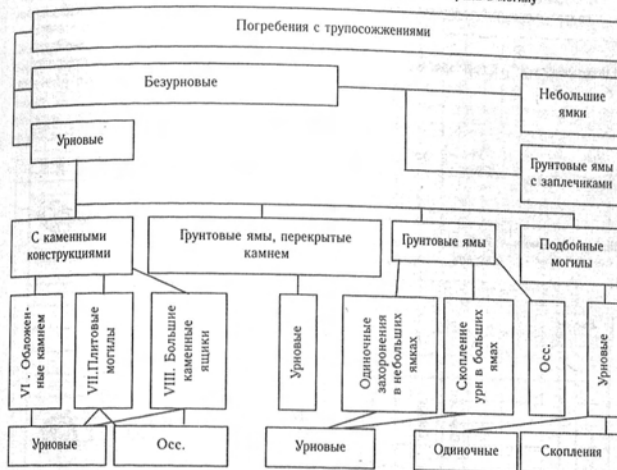 могилу
Погребения с трупосожжениями
Безурновые
Небольшие
ямки
Урновые
Грунтовые ямы
с заплечиками
С каменными
конструкциями
Грунтовые ямы, перекрытые
камнем
Грунтовые ямы
Подбойные
могилы
VI . Обложен-
ные камнем
VII.Плитовые
могилы
VIII. Большие
каменные
ящики
Урновые
Одиночные
захоронения
в небольших
ямках
Скопление
урн в больших
ямах
Осс.
Урновые
Урновые
Осс.
Урновые
Одиночные
Скопления